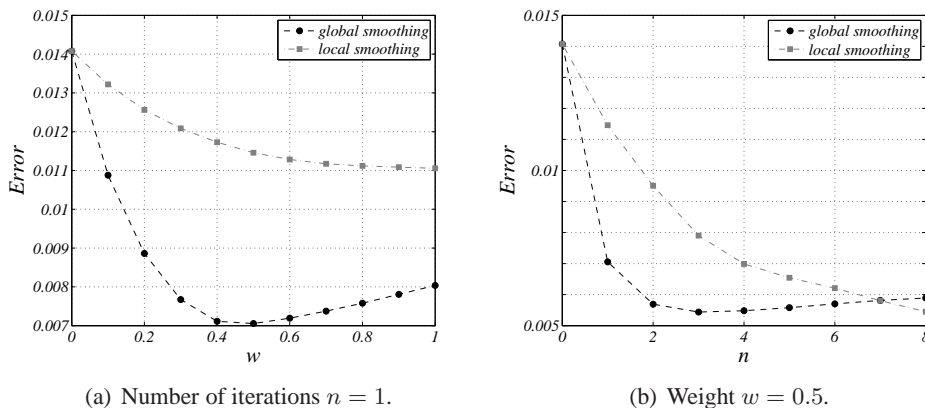 0.015
0.014
0.013
0.012
0.011
0.01
0.009
0.008
0.007
Error
0
0.2
0.4
0.6
0.8
1
w
global smoothing
local smoothing
(a) Number of iterations n = 1.
0.015
0.01
0.005
Error
0
2
4
6
8
n
global smoothing
local smoothing
(b) Weight w = 0.5.